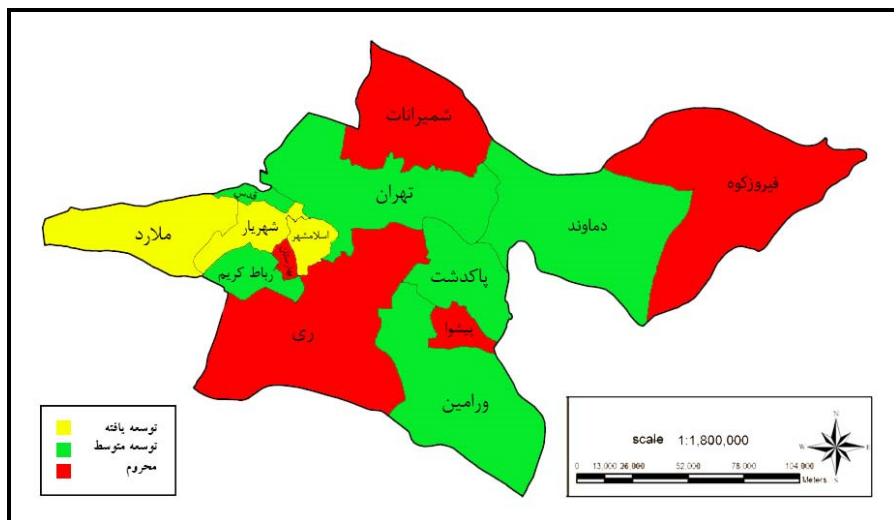 شمیرانات
فیروزکوه
تهران
قدس
دماوند
ملارد
شهریار
اسلامشهر
رباط کریم
پاکدشت
ری
پیشوا
ورامین
توسعه یافته
توسعه متوسط
محروم
N
W
E
S
scale 1:1,800,000
0 13,000 26,000 52,000 78,000 104,000
Meters